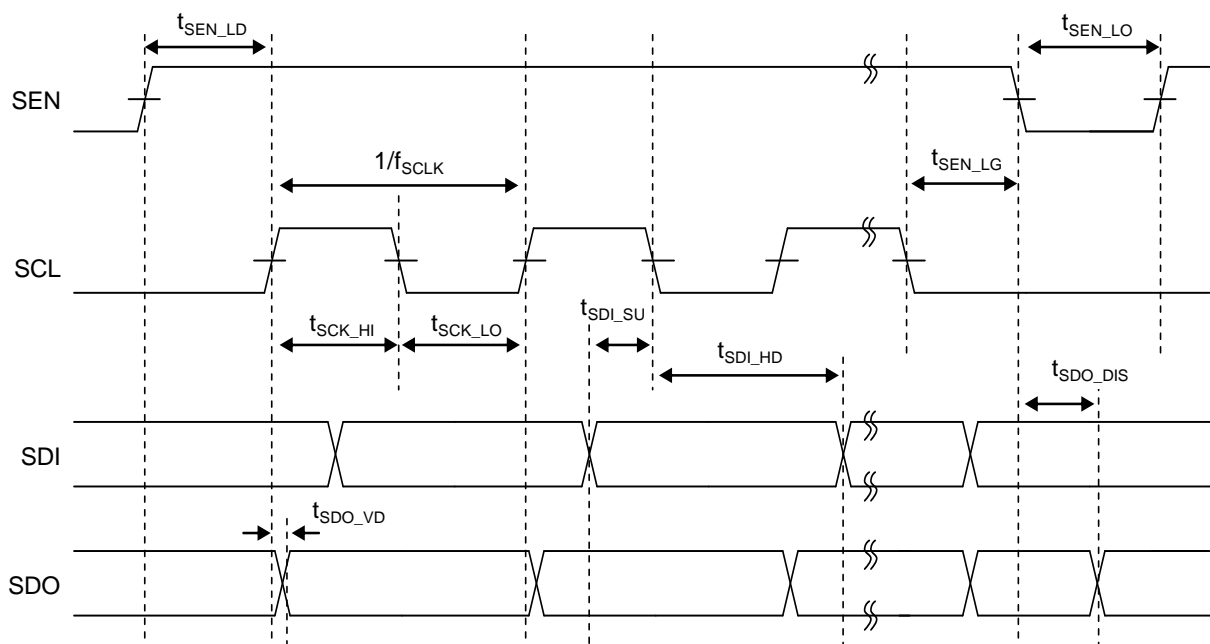 tSEN_LD
tSEN_LO
SEN
1/fSCLK
tSEN_LG
SCL
tSCK_HI
tSCK_LO
tSDI_SU
tSDI_HD
tSDO_DIS
SDI
tSDO_VD
SDO